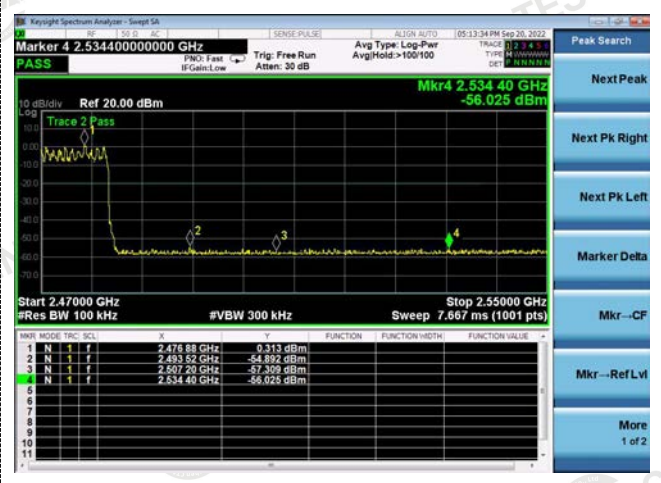 Keysight Spectrum Analyzer - Swept SA
RF 50 Ω AC SENSE:PULSE ALIGN AUTO 05:13:34 PM Sep 20, 2022
Marker 4 2.534400000000 GHz
PASS
PNO: Fast
IFGain:Low
Trig: Free Run
Atten: 30 dB
Avg Type: Log-Pwr
Avg|Hold:>100/100
TRACE 1 2 3 4 5 6
TYPE
DET P N N N N N
Peak Search
Mkr4 2.534 40 GHz
-56.025 dBm
10 dB/div Ref 20.00 dBm
Log
Trace 2 Pass
10.0
0.00
-10.0
-20.0
-30.0
-40.0
-50.0
-60.0
-70.0
1
2
3
4
Start 2.47000 GHz Stop 2.55000 GHz
#Res BW 100 kHz #VBW 300 kHz Sweep 7.667 ms (1001 pts)
MKR MODE TRC SCL X Y FUNCTION FUNCTION WIDTH FUNCTION VALUE
1 N 1 f 2.476 88 GHz 0.313 dBm
2 N 1 f 2.493 52 GHz -54.892 dBm
3 N 1 f 2.507 20 GHz -57.309 dBm
4 N 1 f 2.534 40 GHz -56.025 dBm
5
6
7
8
9
10
11
Next Peak
Next Pk Right
Next Pk Left
Marker Delta
Mkr→CF
Mkr→Ref Lvl
More
1 of 2